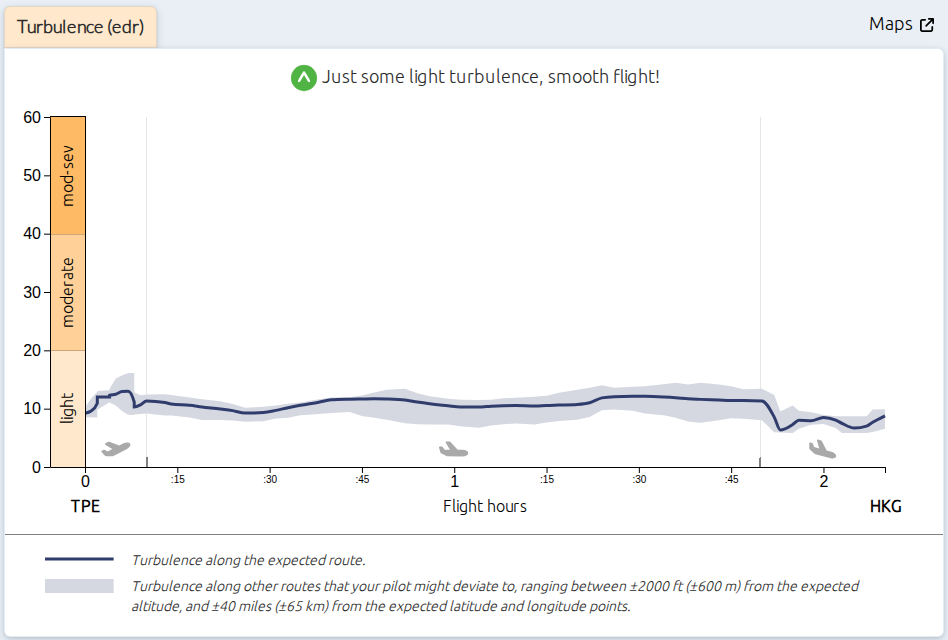 Turbulence (edr)
Maps
Just some light turbulence, smooth flight!
60
50
40
30
20
10
0
mod-sev
moderate
light
0 :15 :30 :45 1 :15 :30 :45 2
TPE Flight hours HKG
Turbulence along the expected route.
Turbulence along other routes that your pilot might deviate to, ranging between ±2000 ft (±600 m) from the expected
altitude, and ±40 miles (±65 km) from the expected latitude and longitude points.